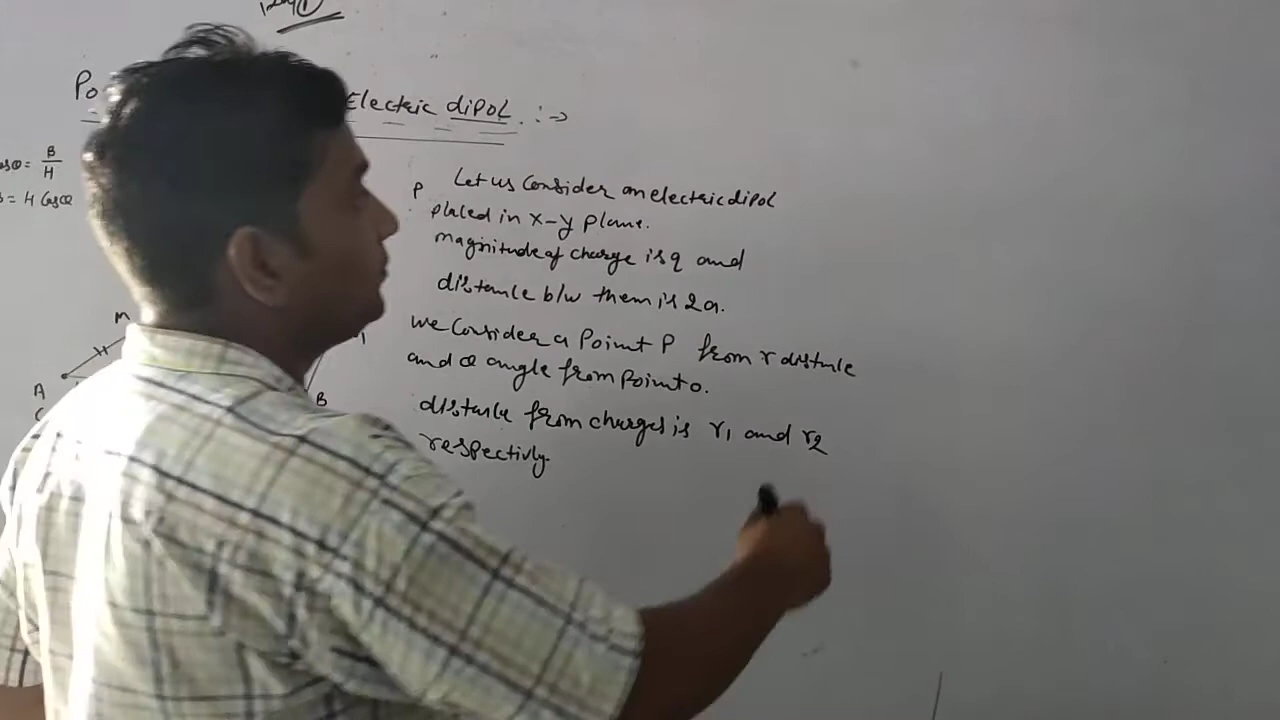 Po Electric dipol. :→
cosθ = B/H
B = H Cosθ
P
Let us Consider an electric dipol
placed in x-y plane.
magnitude of charge is q and
distance b/w them is 2a.
we Consider a Point P from r distance
and θ angle from Point o.
distance from charges is r1 and r2
respectivly.
M
A
B